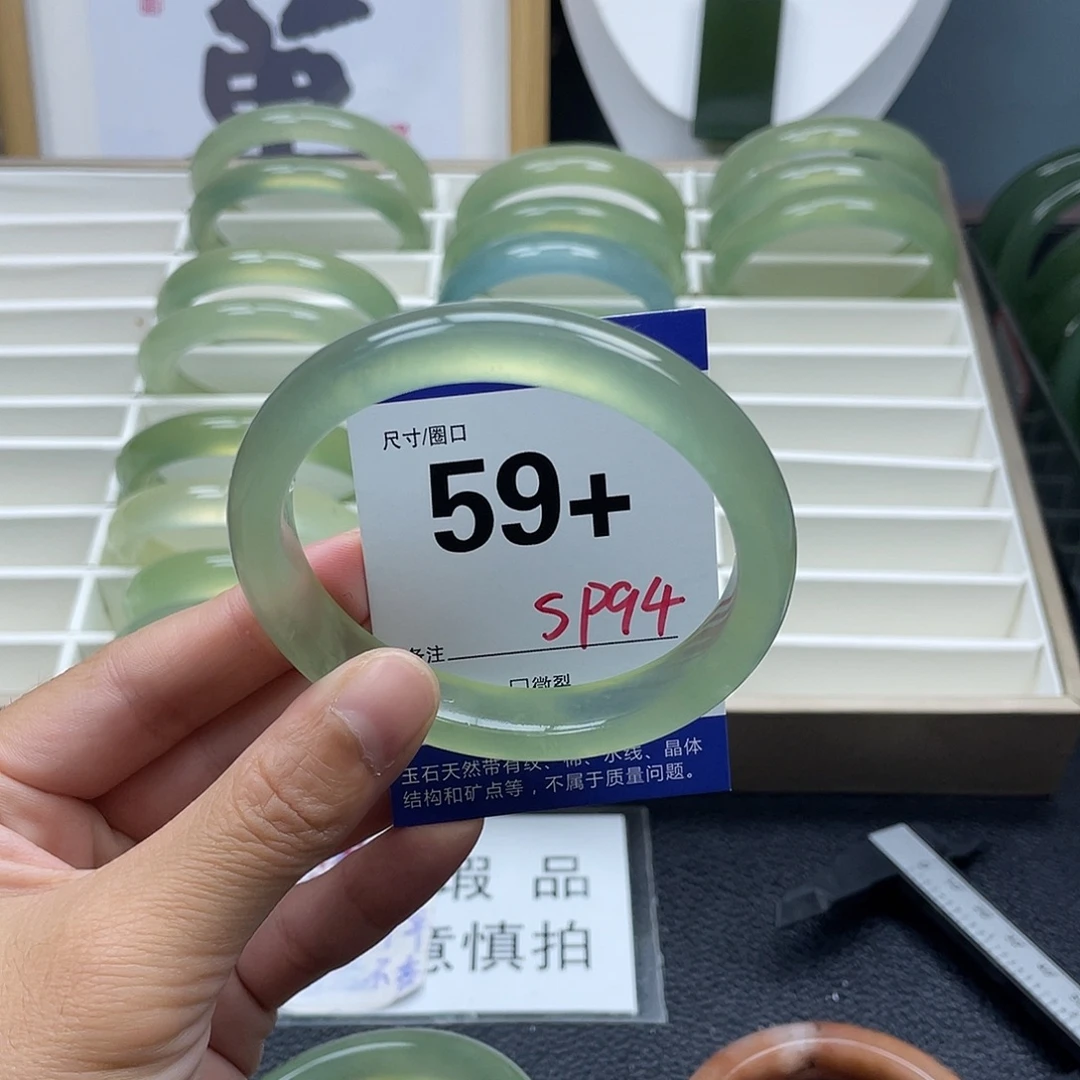 尺寸/圈口
59+
SP94
备注
微裂
玉石天然带有纹、棉、水线、晶体
结构和矿点等，不属于质量问题。
瑕 品
慎拍